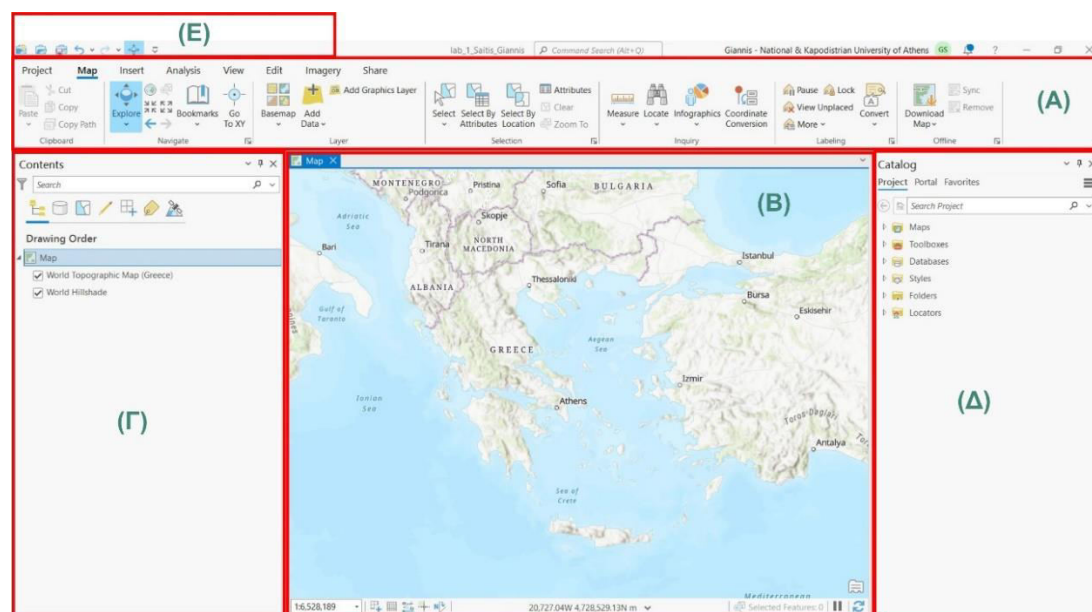 (Ε)
lab_1_Saitis_Giannis
Command Search (Alt+Q)
Giannis - National & Kapodistrian University of Athens
GS
?
Project Map Insert Analysis View Edit Imagery Share
(Α)
Paste
Cut
Copy
Copy Path
Clipboard
Explore
Bookmarks
Go To XY
Navigate
Basemap
Add Data
Add Graphics Layer
Layer
Select
Select By Attributes
Select By Location
Attributes
Clear
Zoom To
Selection
Measure
Locate
Infographics
Coordinate Conversion
Inquiry
Pause
Lock
View Unplaced
More
Convert
Labeling
Download Map
Sync
Remove
Offline
Contents
Search
Drawing Order
Map
World Topographic Map (Greece)
World Hillshade
(Γ)
Map
(Β)
MONTENEGRO
Podgorica
Pristina
Sofia
BULGARIA
Adriatic Sea
Skopje
Bari
Tirana
NORTH MACEDONIA
Istanbul
ALBANIA
Thessaloniki
Bursa
Gulf of Taranto
Eskisehir
GREECE
Aegean Sea
Izmir
Ionian Sea
Athens
Toros Dağlari
Antalya
Sea of Crete
Mediterranean
1:6,528,189
20,727.04W 4,728,529.13N m
Selected Features: 0
Catalog
Project Portal Favorites
Search Project
Maps
Toolboxes
Databases
Styles
Folders
Locators
(Δ)